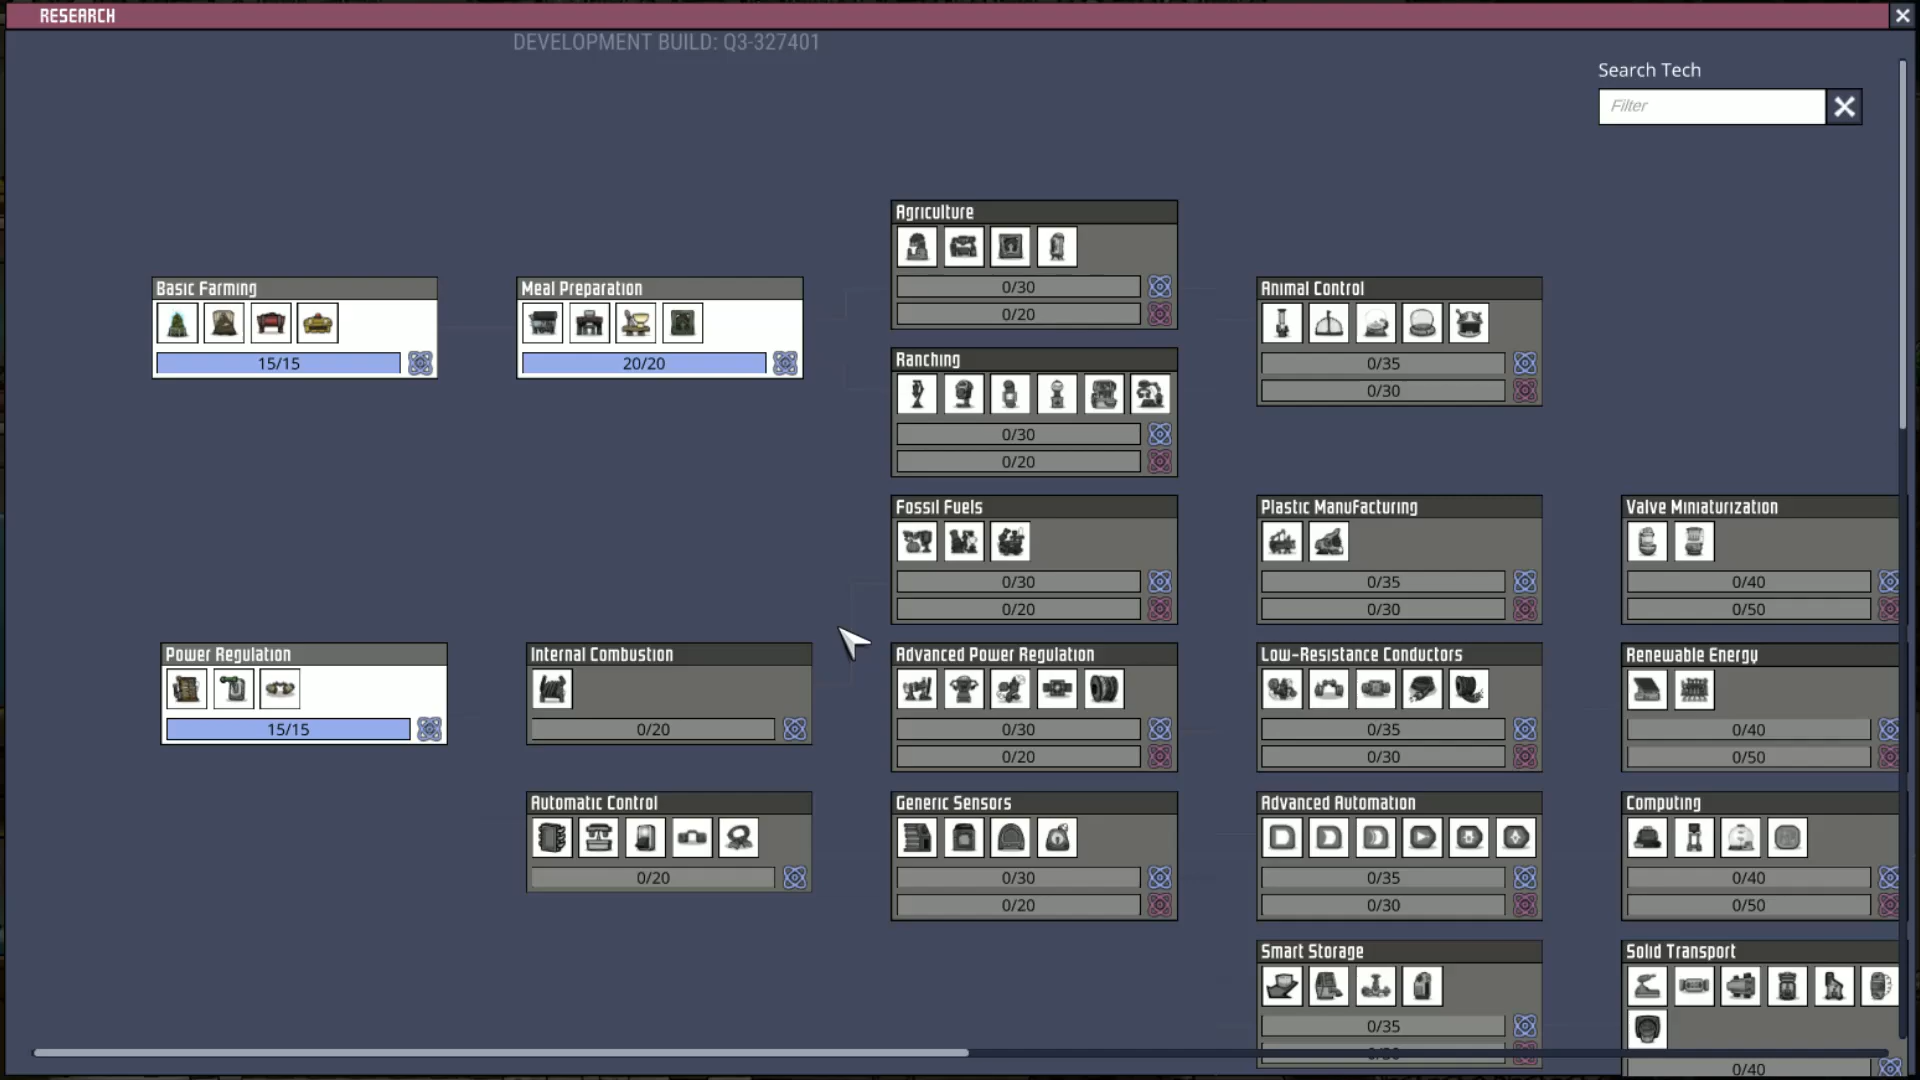 RESEARCH
DEVELOPMENT BUILD: Q3-327401
Search Tech
Filter
Agriculture
0/30
0/20
Basic Farming
15/15
Meal Preparation
20/20
Animal Control
0/35
0/30
Ranching
0/30
0/20
Fossil Fuels
0/30
0/20
Plastic Manufacturing
0/35
0/30
Valve Miniaturization
0/40
0/50
Power Regulation
15/15
Internal Combustion
0/20
Advanced Power Regulation
0/30
0/20
Low-Resistance Conductors
0/35
0/30
Renewable Energy
0/40
0/50
Automatic Control
0/20
Generic Sensors
0/30
0/20
Advanced Automation
0/35
0/30
Computing
0/40
0/50
Smart Storage
0/35
0/30
Solid Transport
0/40